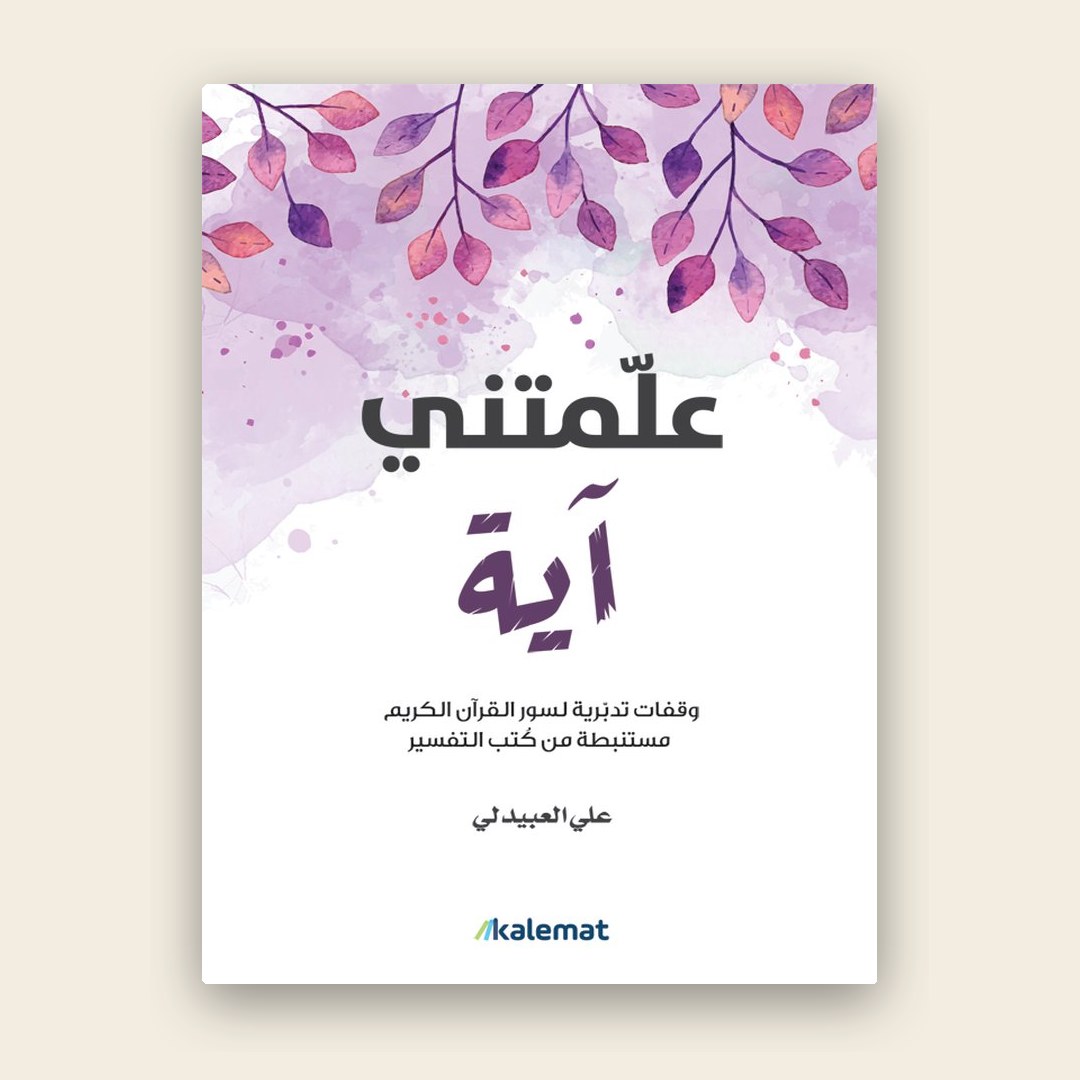 علّمتني
آية
وقفات تدبّرية لسور القرآن الكريم
مستنبطة من كُتب التفسير
علي العبيدلي
kalemat